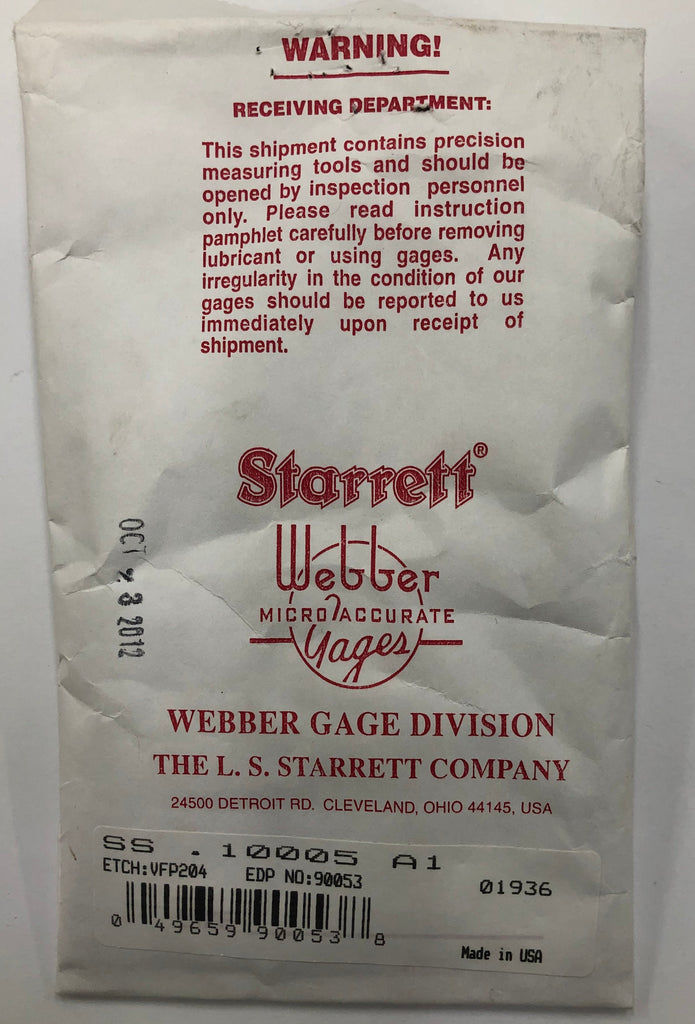 WARNING!
RECEIVING DEPARTMENT:
This shipment contains precision
measuring tools and should be
opened by inspection personnel
only. Please read instruction
pamphlet carefully before removing
lubricant or using gages. Any
irregularity in the condition of our
gages should be reported to us
immediately upon receipt of
shipment.
Starrett®
Webber
MICRO ACCURATE
Gages
OCT 23 2012
WEBBER GAGE DIVISION
THE L. S. STARRETT COMPANY
24500 DETROIT RD. CLEVELAND, OHIO 44145, USA
SS .10005 A1
ETCH:VFP204 EDP NO:90053
01936
0 49659 90053 8
Made in USA